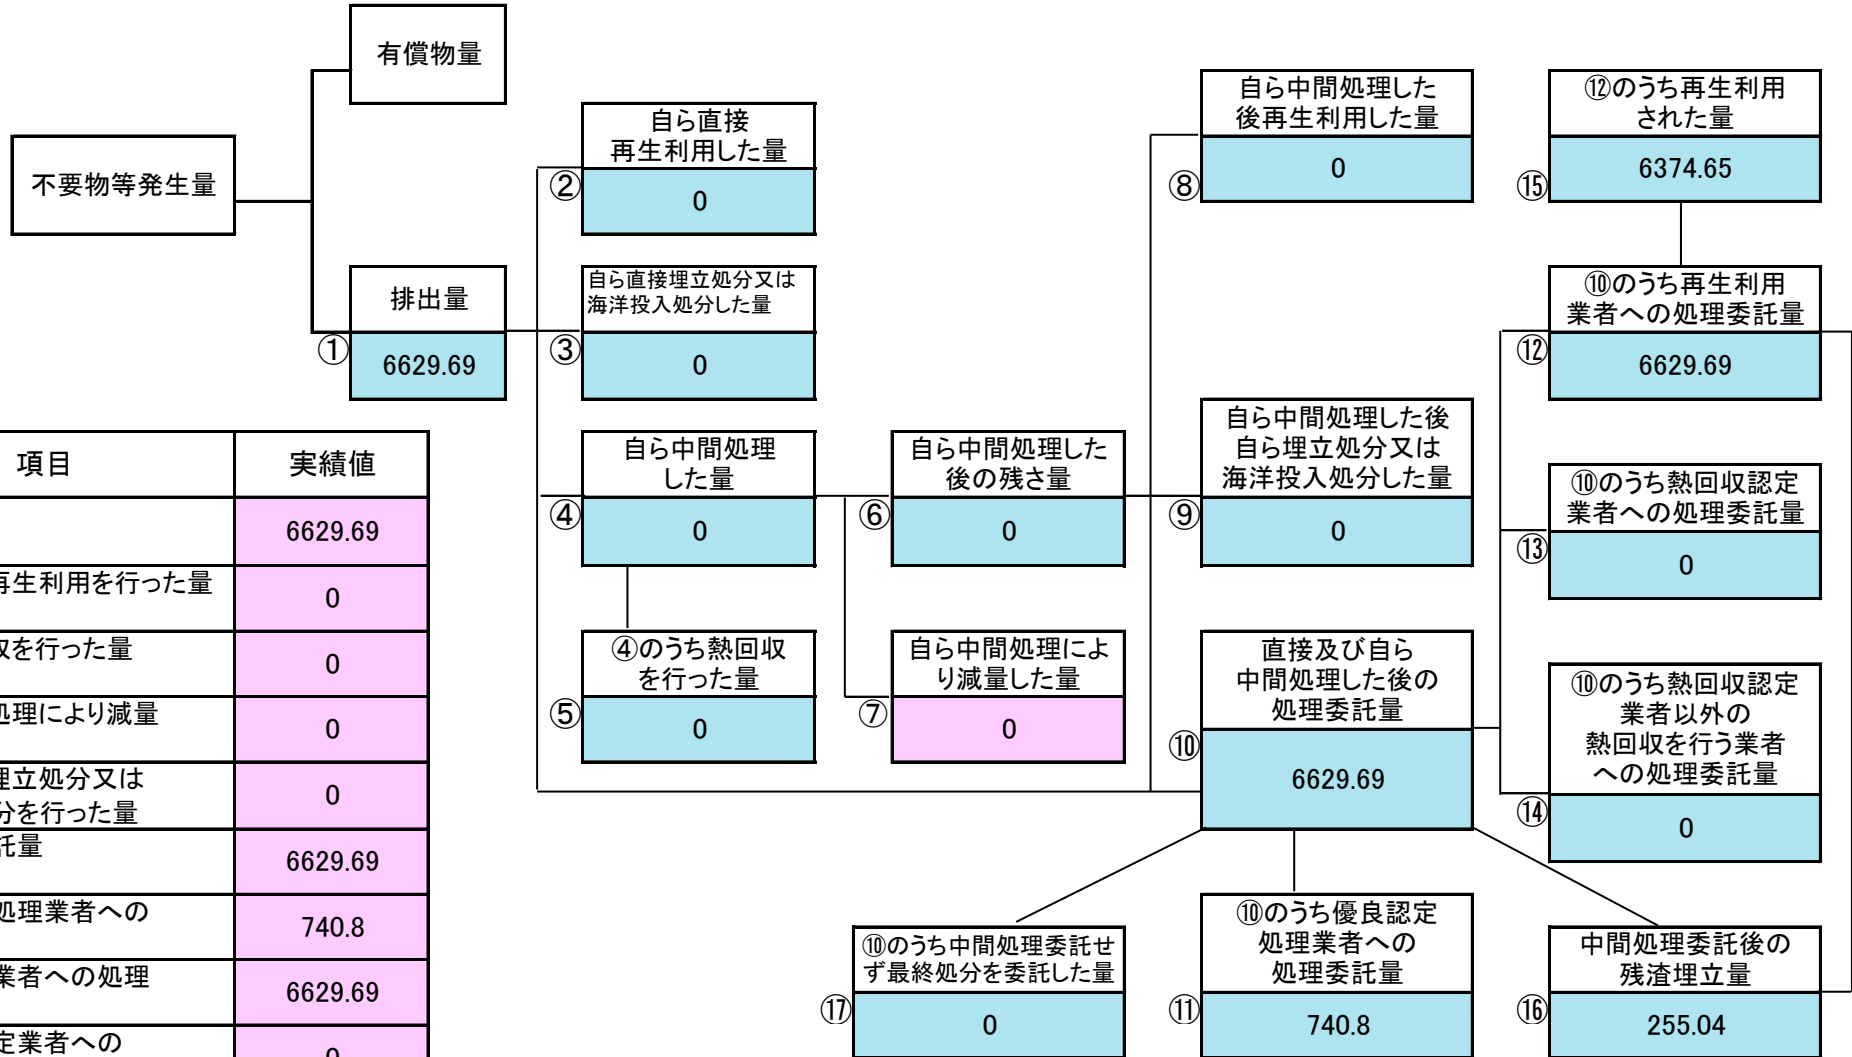 有償物量
不要物等発生量
排出量
①
6629.69
自ら直接
再生利用した量
②
0
自ら直接埋立処分又は
海洋投入処分した量
③
0
自ら中間処理
した量
④
0
④のうち熱回収
を行った量
⑤
0
自ら中間処理した
後の残さ量
⑥
0
自ら中間処理によ
り減量した量
⑦
0
自ら中間処理した
後再生利用した量
⑧
0
自ら中間処理した後
自ら埋立処分又は
海洋投入処分した量
⑨
0
直接及び自ら
中間処理した後の
処理委託量
⑩
6629.69
⑫のうち再生利用
された量
⑮
6374.65
⑩のうち再生利用
業者への処理委託量
⑫
6629.69
⑩のうち熱回収認定
業者への処理委託量
⑬
0
⑩のうち熱回収認定
業者以外の
熱回収を行う業者
への処理委託量
⑭
0
⑩のうち中間処理委託せ
ず最終処分を委託した量
⑰
0
⑩のうち優良認定
処理業者への
処理委託量
⑪
740.8
中間処理委託後の
残渣埋立量
⑯
255.04
項目
実績値
6629.69
再生利用を行った量
0
を行った量
0
処理により減量
0
埋立処分又は
分を行った量
0
託量
6629.69
処理業者への
740.8
業者への処理
6629.69
定業者への
0